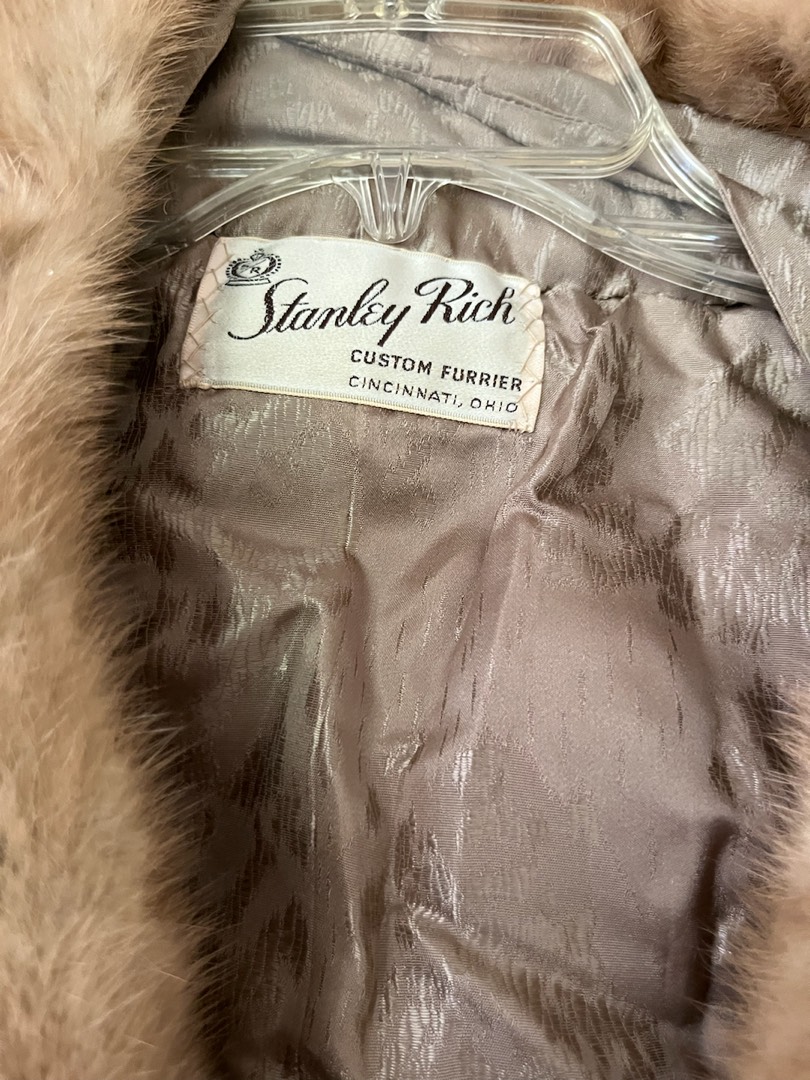 R
Stanley Rich
CUSTOM FURRIER
CINCINNATI, OHIO